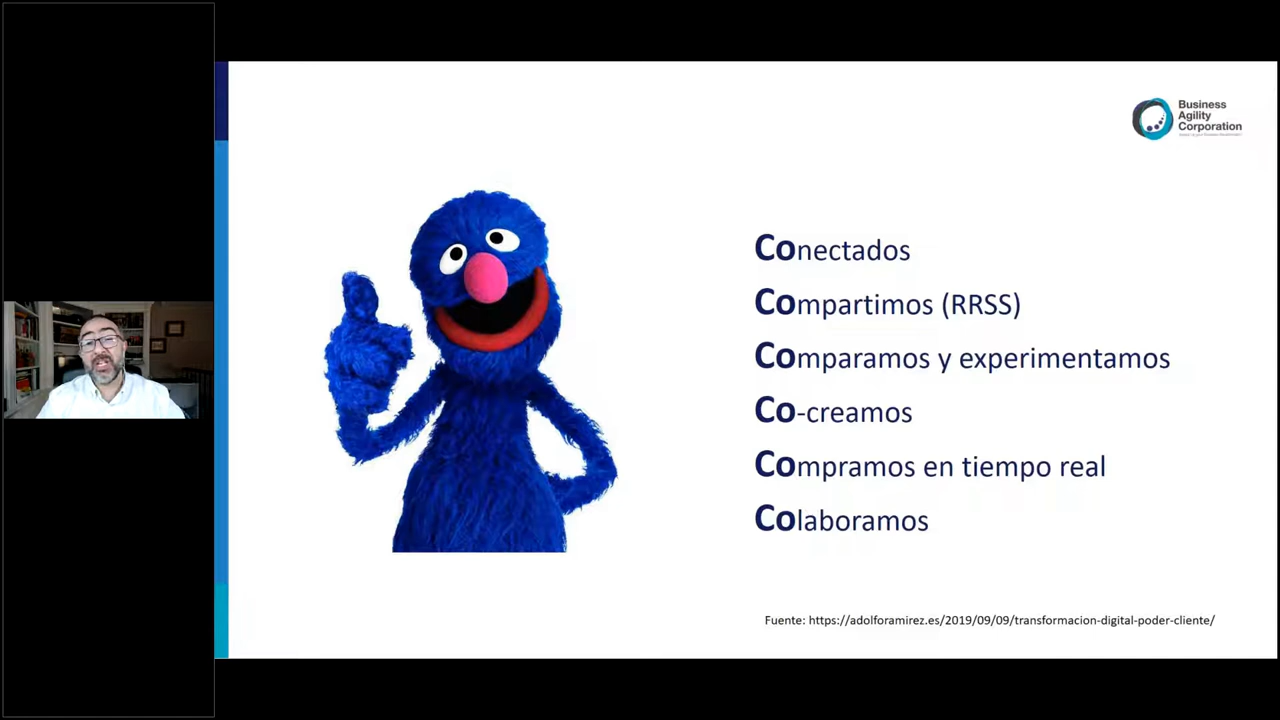 Business
Agility
Corporation
Conectados
Compartimos (RRSS)
Comparamos y experimentamos
Co-creamos
Compramos en tiempo real
Colaboramos
Fuente: https://adolforamirez.es/2019/09/09/transformacion-digital-poder-cliente/